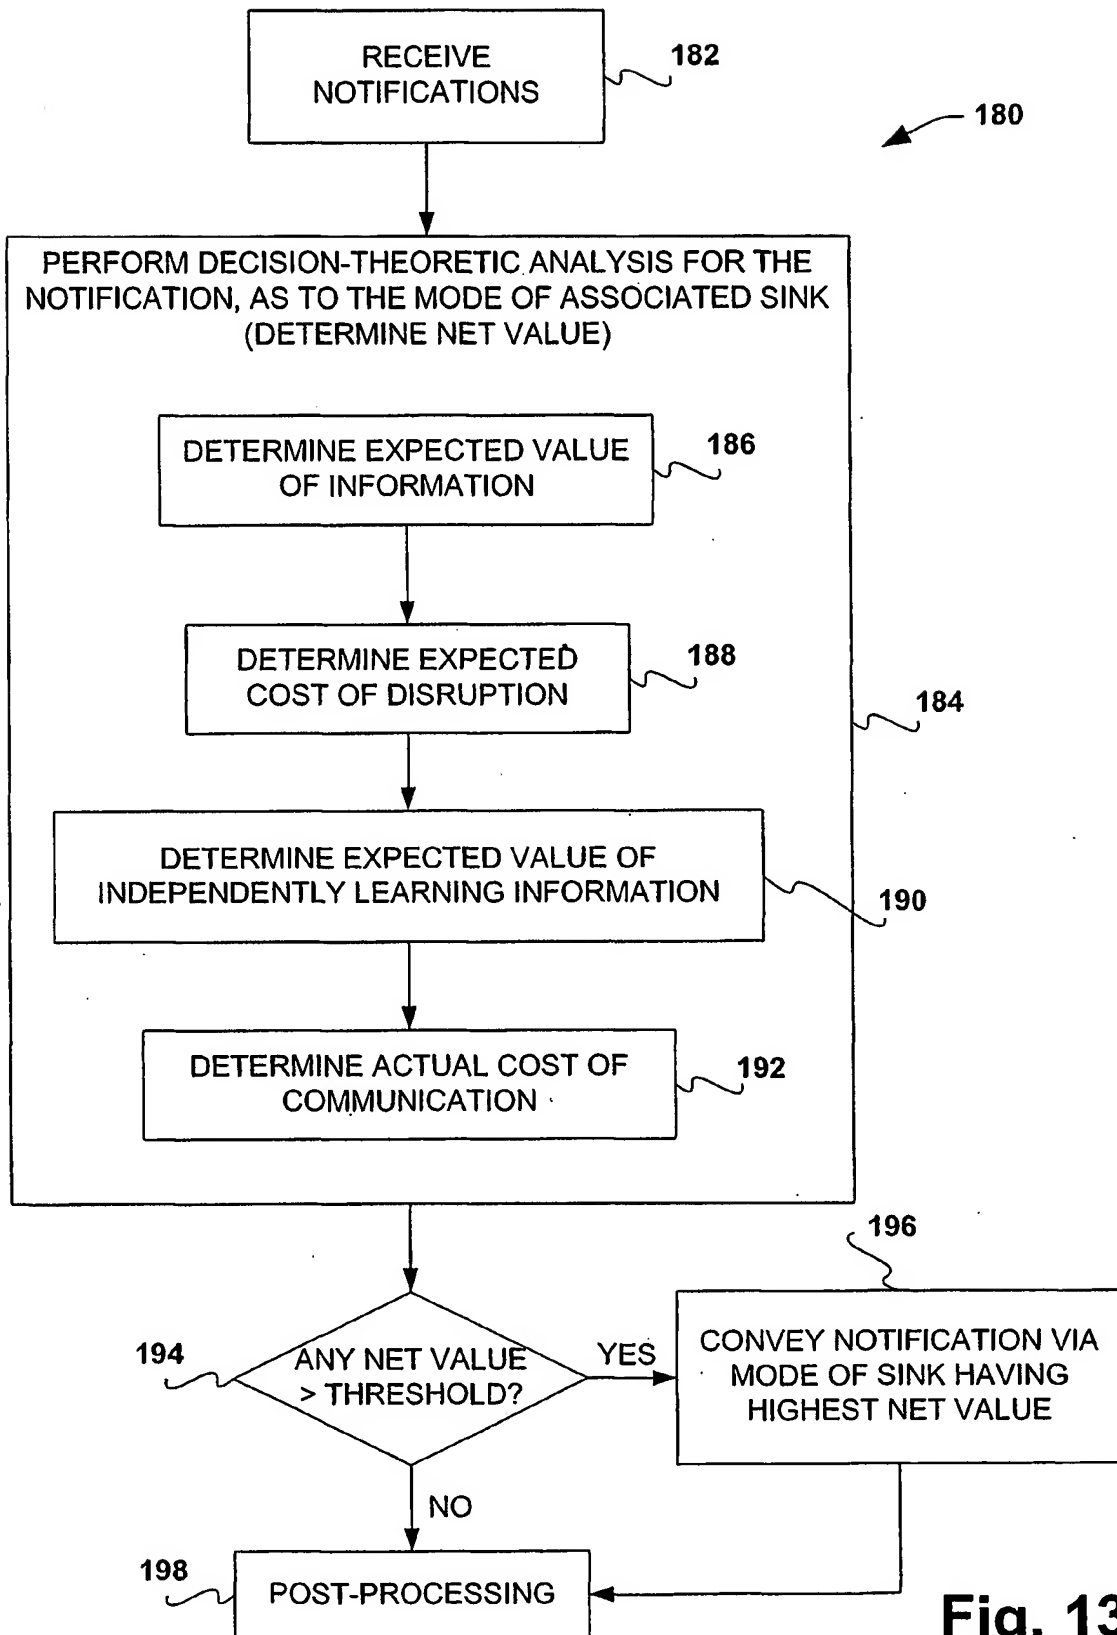 RECEIVE
NOTIFICATIONS
182
180
PERFORM DECISION-THEORETIC ANALYSIS FOR THE
NOTIFICATION, AS TO THE MODE OF ASSOCIATED SINK
(DETERMINE NET VALUE)
DETERMINE EXPECTED VALUE
OF INFORMATION
186
DETERMINE EXPECTED
COST OF DISRUPTION
188
184
DETERMINE EXPECTED VALUE OF
INDEPENDENTLY LEARNING INFORMATION
190
DETERMINE ACTUAL COST OF
COMMUNICATION
192
196
194
ANY NET VALUE
> THRESHOLD?
YES
CONVEY NOTIFICATION VIA
MODE OF SINK HAVING
HIGHEST NET VALUE
NO
198
POST-PROCESSING
Fig. 13